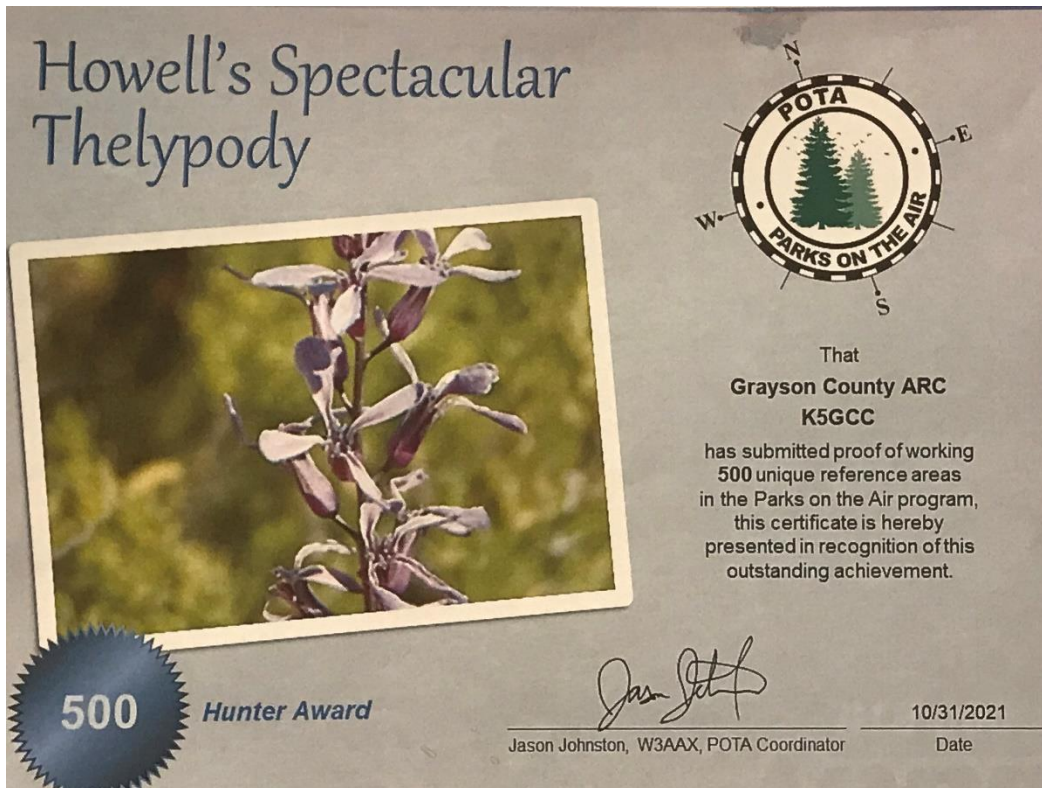 Howell's Spectacular
Thelypody
N
E
W
S
POTA
PARKS ON THE AIR
That
Grayson County ARC
K5GCC
has submitted proof of working
500 unique reference areas
in the Parks on the Air program,
this certificate is hereby
presented in recognition of this
outstanding achievement.
500
Hunter Award
10/31/2021
Jason Johnston, W3AAX, POTA Coordinator
Date